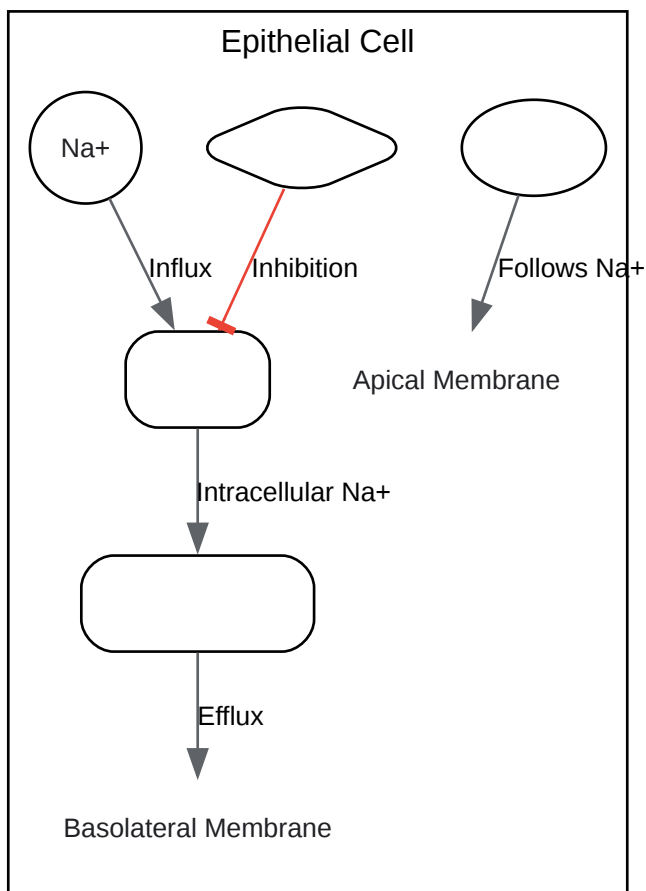 Epithelial Cell
Na+
Influx
Inhibition
Follows Na+
Apical Membrane
Intracellular Na+
Efflux
Basolateral Membrane